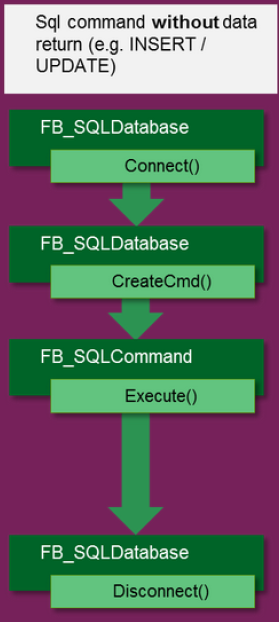 Sql command without data
return (e.g. INSERT /
UPDATE)
FB_SQLDatabase
Connect()
FB_SQLDatabase
CreateCmd()
FB_SQLCommand
Execute()
FB_SQLDatabase
Disconnect()